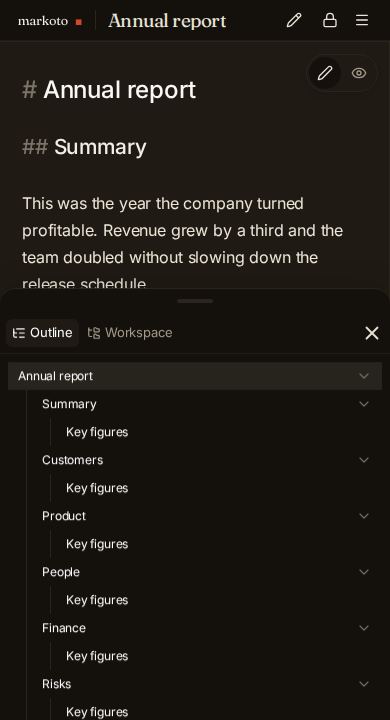 markoto
Annual report
# Annual report
## Summary
This was the year the company turned
profitable. Revenue grew by a third and the
team doubled without slowing down the
release schedule
Outline
Workspace
Annual report
Summary
Key figures
Customers
Key figures
Product
Key figures
People
Key figures
Finance
Key figures
Risks
Key figures